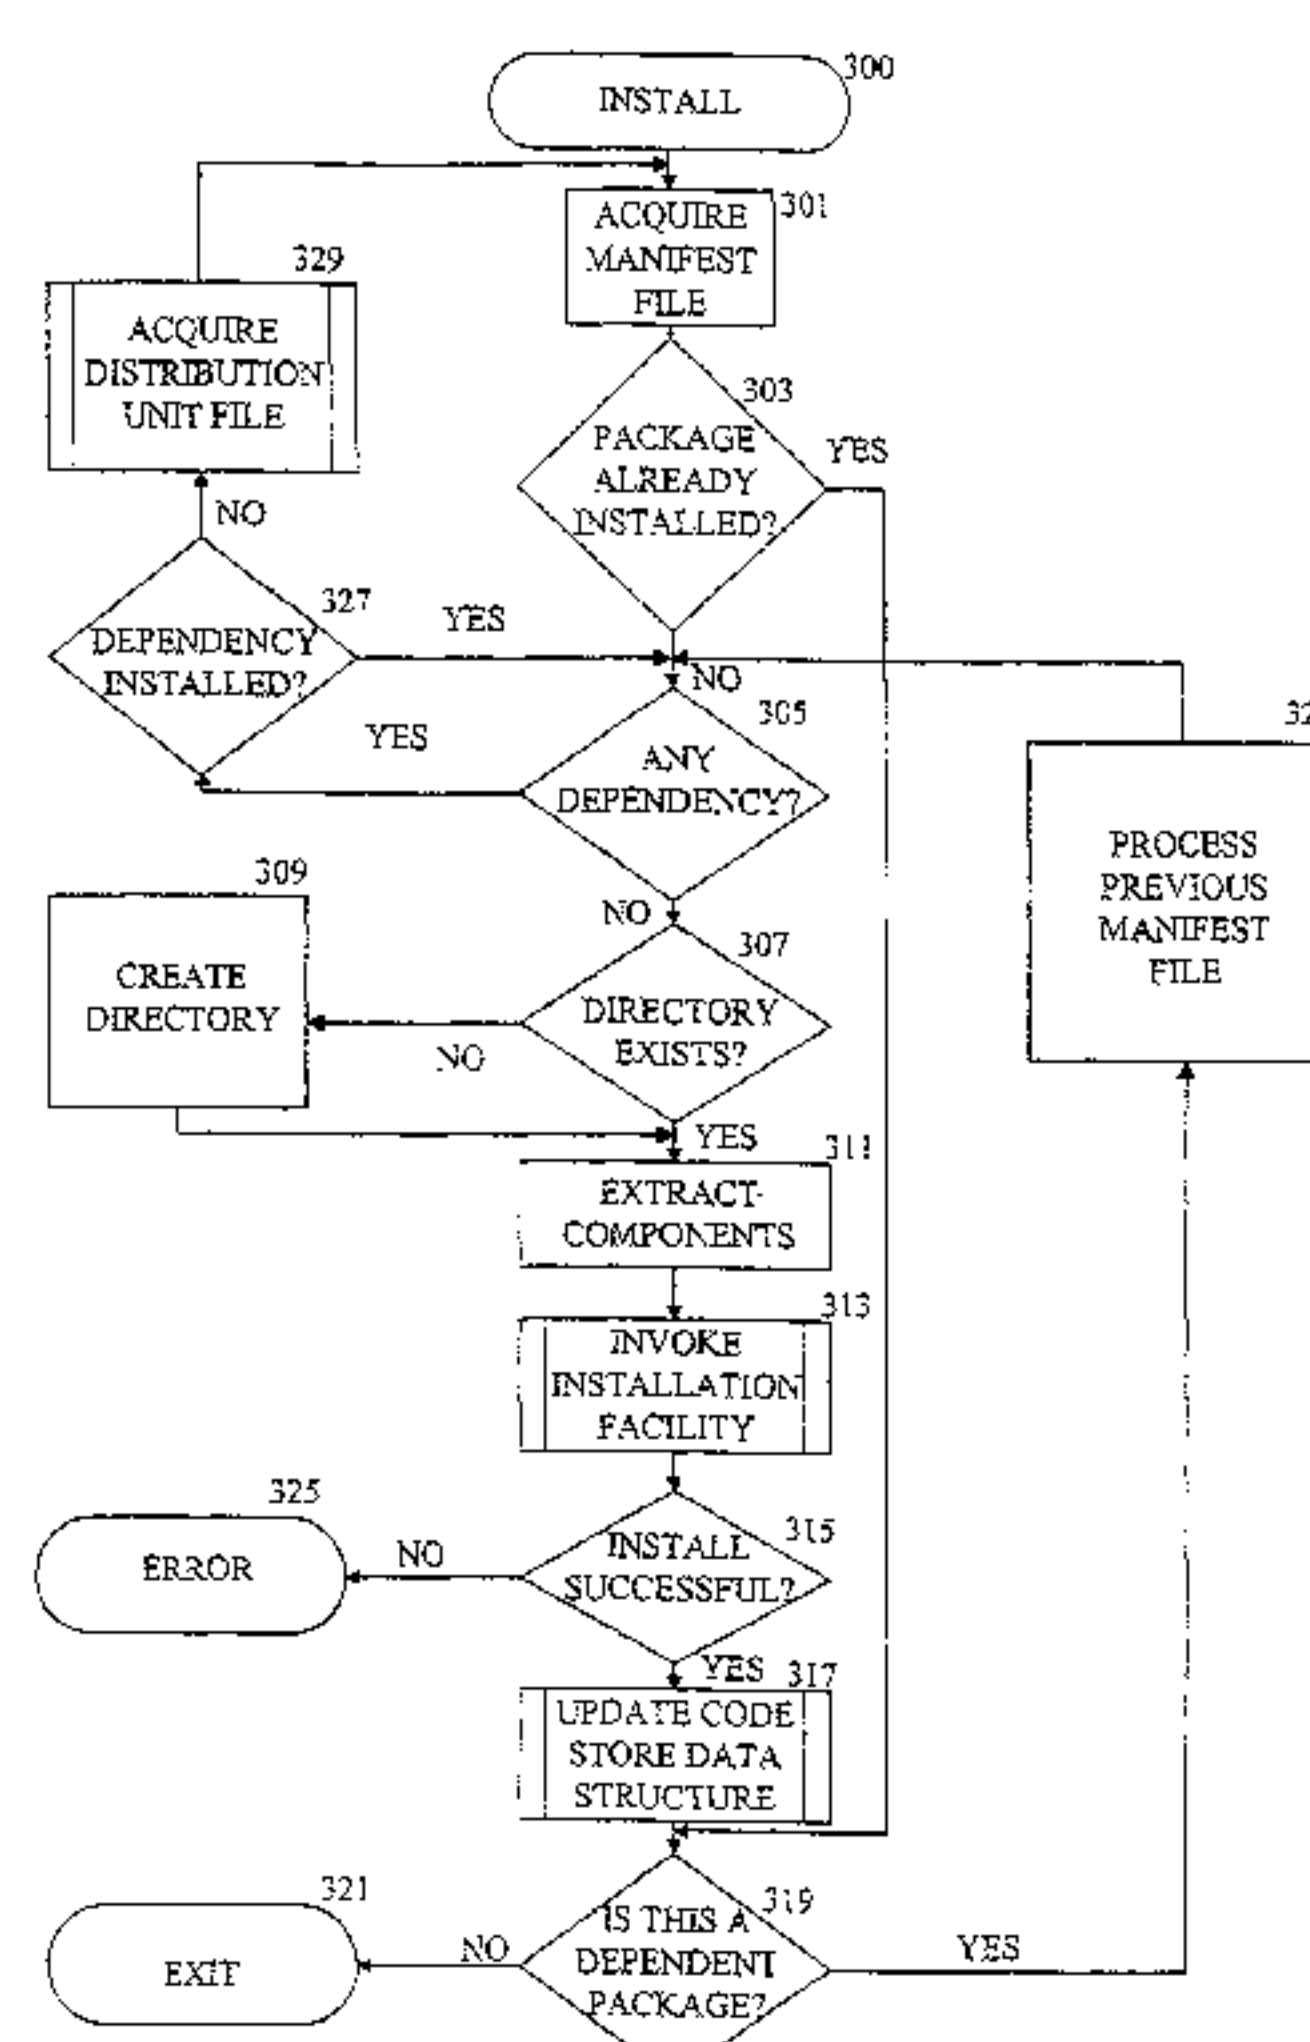 300
INSTALL
301
ACQUIRE
MANIFEST
FILE
329
ACQUIRE
DISTRIBUTION
UNIT FILE
303
PACKAGE
ALREADY
INSTALLED?
YES
NO
327
DEPENDENCY
INSTALLED?
YES
NO
305
ANY
DEPENDENCY?
YES
PROCESS
PREVIOUS
MANIFEST
FILE
309
CREATE
DIRECTORY
NO
307
DIRECTORY
EXISTS?
NO
YES
311
EXTRACT
COMPONENTS
313
INVOKE
INSTALLATION
FACILITY
325
ERROR
NO
315
INSTALL
SUCCESSFUL?
YES
317
UPDATE CODE
STORE DATA
STRUCTURE
321
EXIT
NO
319
IS THIS A
DEPENDENT
PACKAGE?
YES